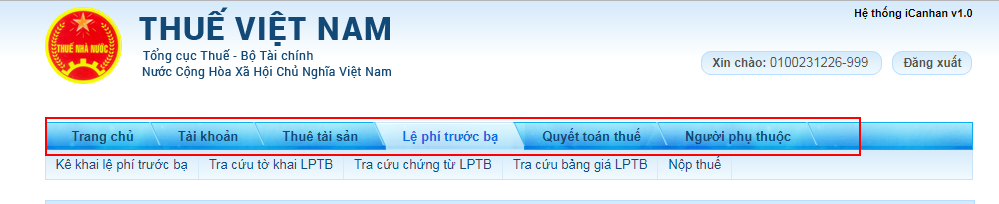 Hệ thống iCanhan v1.0
THUẾ NHÀ NƯỚC
THUẾ VIỆT NAM
Tổng cục Thuế - Bộ Tài chính
Nước Cộng Hòa Xã Hội Chủ Nghĩa Việt Nam
Xin chào: 0100231226-999 Đăng xuất
Trang chủ Tài khoản Thuê tài sản Lệ phí trước bạ Quyết toán thuế Người phụ thuộc
Kê khai lệ phí trước bạ Tra cứu tờ khai LPTB Tra cứu chứng từ LPTB Tra cứu bảng giá LPTB Nộp thuế